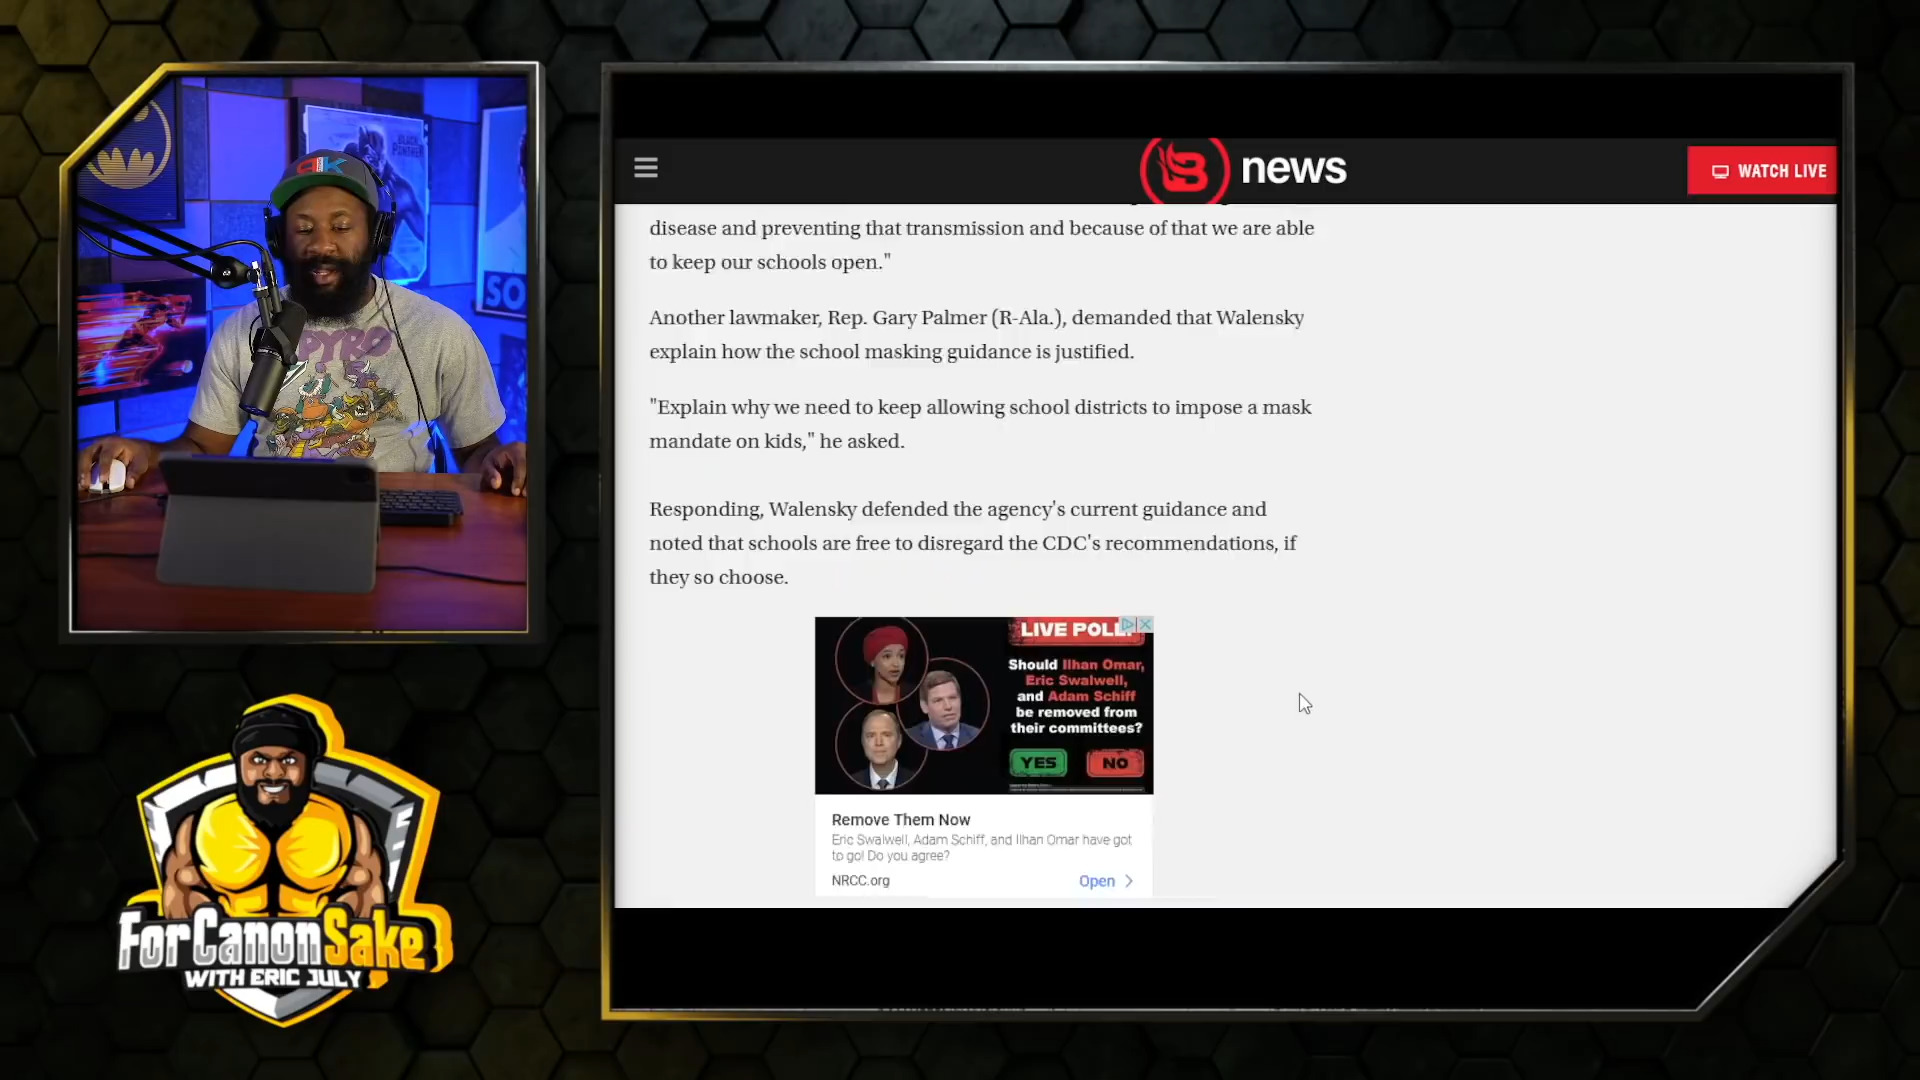 BLACK
PANTHER
SO
PYRO
news
WATCH LIVE
disease and preventing that transmission and because of that we are able
to keep our schools open."
Another lawmaker, Rep. Gary Palmer (R-Ala.), demanded that Walensky
explain how the school masking guidance is justified.
"Explain why we need to keep allowing school districts to impose a mask
mandate on kids," he asked.
Responding, Walensky defended the agency's current guidance and
noted that schools are free to disregard the CDC's recommendations, if
they so choose.
LIVE POLL
Should Ilhan Omar,
Eric Swalwell,
and Adam Schiff
be removed from
their committees?
YES NO
Remove Them Now
Eric Swalwell, Adam Schiff, and Ilhan Omar have got
to go! Do you agree?
NRCC.org Open
ForCanonSake
WITH ERIC JULY